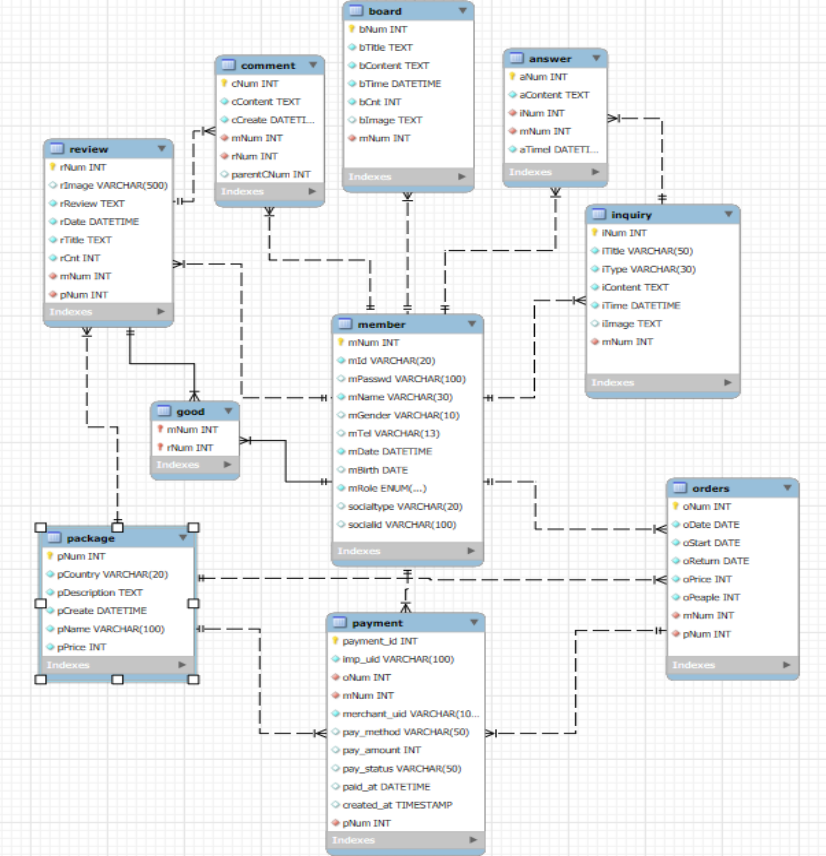 board
bNum INT
bTitle TEXT
bContent TEXT
bTime DATETIME
bCnt INT
bImage TEXT
mNum INT
Indexes
comment
cNum INT
cContent TEXT
cCreate DATETI...
mNum INT
rNum INT
parentCNum INT
Indexes
answer
aNum INT
aContent TEXT
iNum INT
mNum INT
aTimeI DATETI...
Indexes
review
rNum INT
rImage VARCHAR(500)
rReview TEXT
rDate DATETIME
rTitle TEXT
rCnt INT
mNum INT
pNum INT
Indexes
inquiry
iNum INT
iTitle VARCHAR(50)
iType VARCHAR(30)
iContent TEXT
iTime DATETIME
iImage TEXT
mNum INT
Indexes
member
mNum INT
mId VARCHAR(20)
mPasswd VARCHAR(100)
mName VARCHAR(30)
mGender VARCHAR(10)
mTel VARCHAR(13)
mDate DATETIME
mBirth DATE
mRole ENUM(...)
socialtype VARCHAR(20)
socialid VARCHAR(100)
Indexes
good
mNum INT
rNum INT
Indexes
orders
oNum INT
oDate DATE
oStart DATE
oReturn DATE
oPrice INT
oPeaple INT
mNum INT
pNum INT
Indexes
package
pNum INT
pCountry VARCHAR(20)
pDescription TEXT
pCreate DATETIME
pName VARCHAR(100)
pPrice INT
Indexes
payment
payment_id INT
imp_uid VARCHAR(100)
oNum INT
mNum INT
merchant_uid VARCHAR(10...
pay_method VARCHAR(50)
pay_amount INT
pay_status VARCHAR(50)
paid_at DATETIME
created_at TIMESTAMP
pNum INT
Indexes